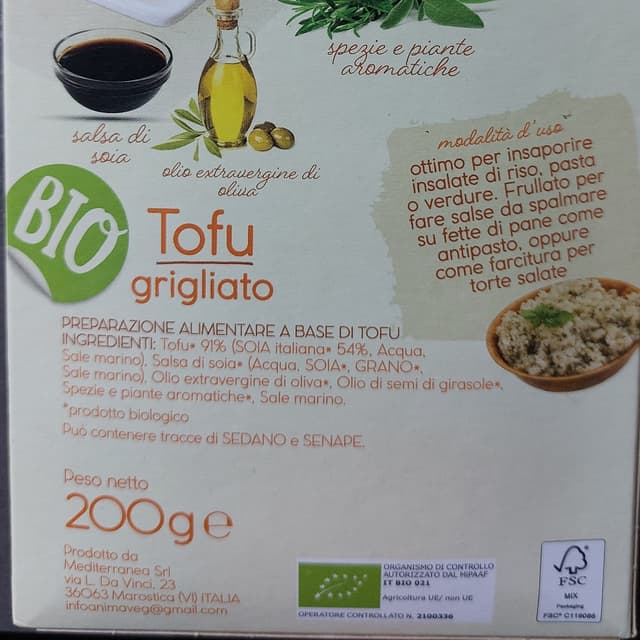 spezie e piante
aromatiche
salsa di
soia
olio extravergine di
oliva
modalità d'uso
ottimo per insaporire
insalate di riso, pasta
o verdure. Frullato per
fare salse da spalmare
su fette di pane come
antipasto, oppure
come farcitura per
torte salate
BIO
Tofu
grigliato
PREPARAZIONE ALIMENTARE A BASE DI TOFU
INGREDIENTI: Tofu* 91% (SOIA italiana* 54%, Acqua,
Sale marino), Salsa di soia* (Acqua, SOIA*, GRANO*,
Sale marino), Olio extravergine di oliva*, Olio di semi di girasole*,
Spezie e piante aromatiche*, Sale marino.
*prodotto biologico
Può contenere tracce di SEDANO e SENAPE.
Peso netto
200g e
Prodotto da
Mediterranea Srl
via L. Da Vinci, 23
36063 Marostica (VI) ITALIA
infoanimaveg@gmail.com
ORGANISMO DI CONTROLLO
AUTORIZZATO DAL MIPAAF
IT BIO 021
Agricoltura UE/ non UE
OPERATORE CONTROLLATO N. 2100336
FSC
MIX
Packaging
FSC® C119086